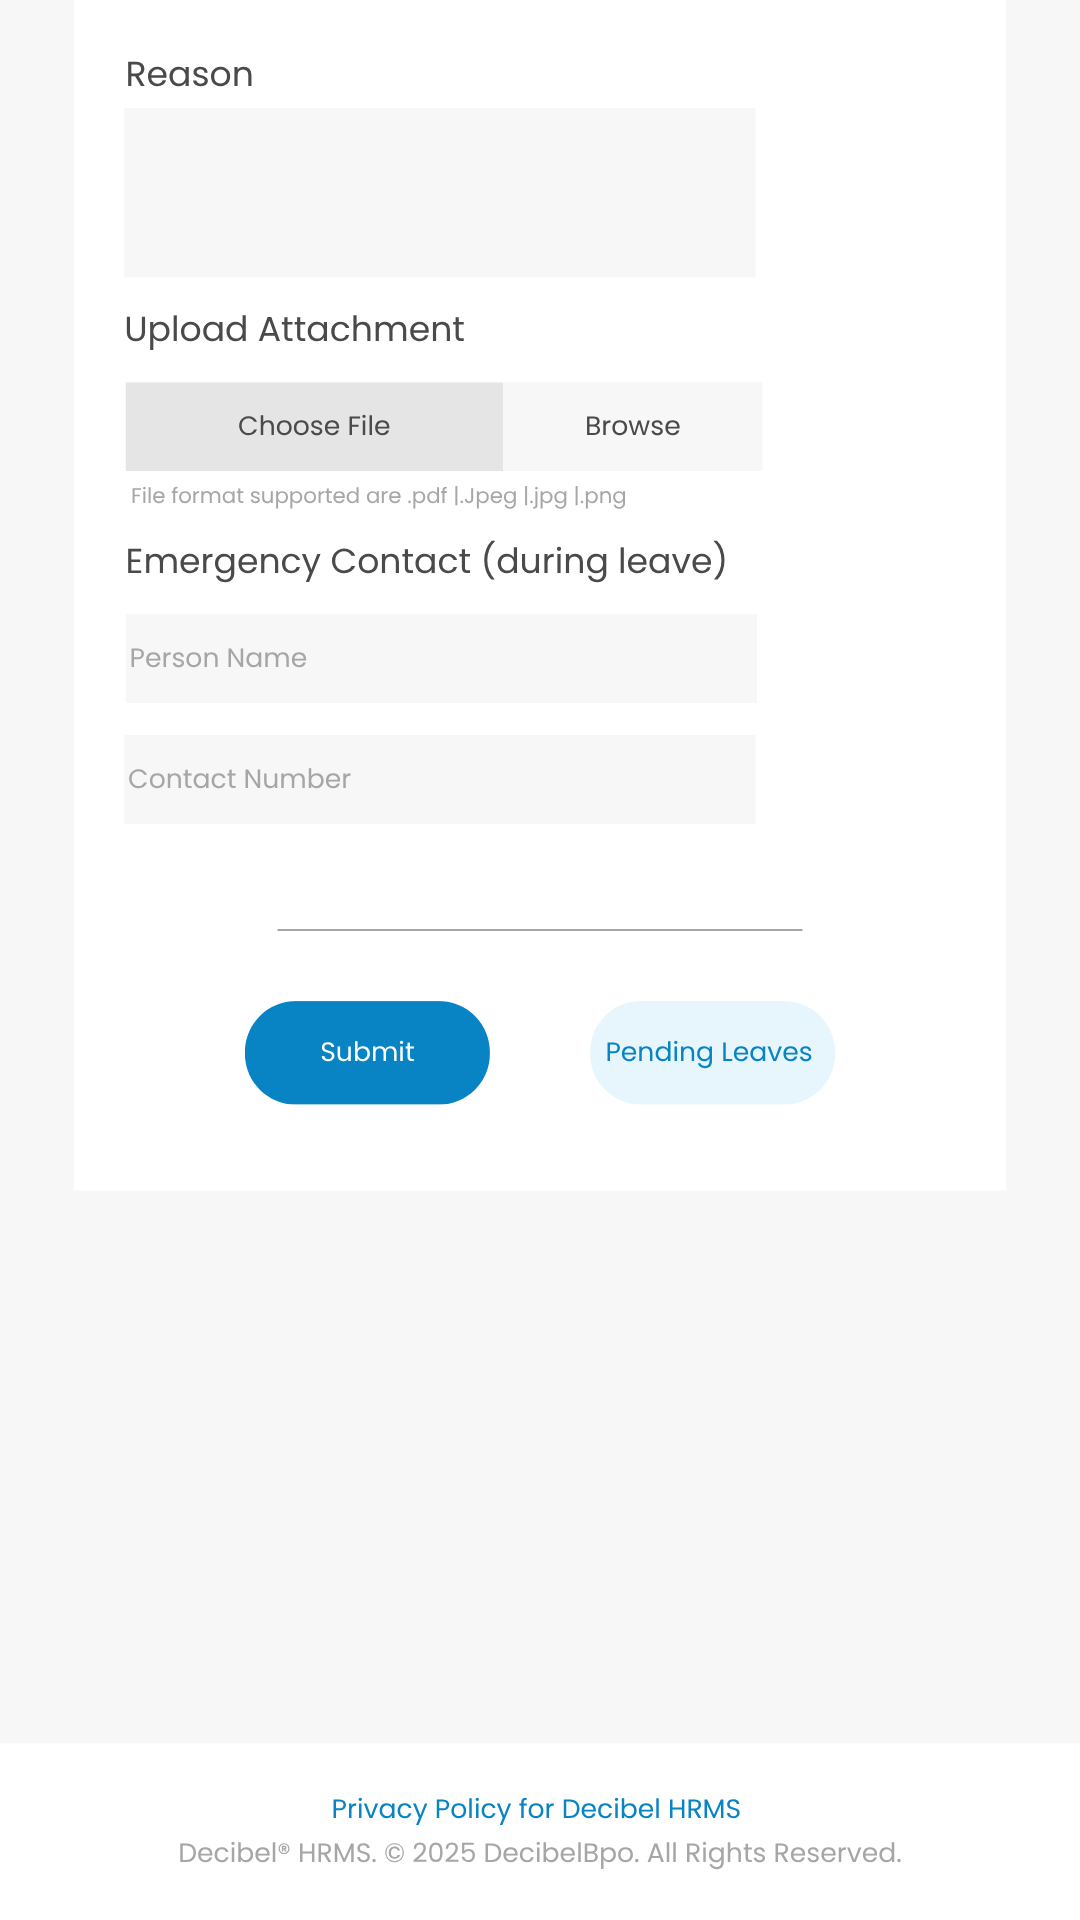 Reason
Upload Attachment
Choose File
Browse
File format supported are .pdf |.Jpeg |.jpg |.png
Emergency Contact (during leave)
Person Name
Contact Number
Submit
Pending Leaves
Privacy Policy for Decibel HRMS
Decibel® HRMS. © 2025 DecibelBpo. All Rights Reserved.